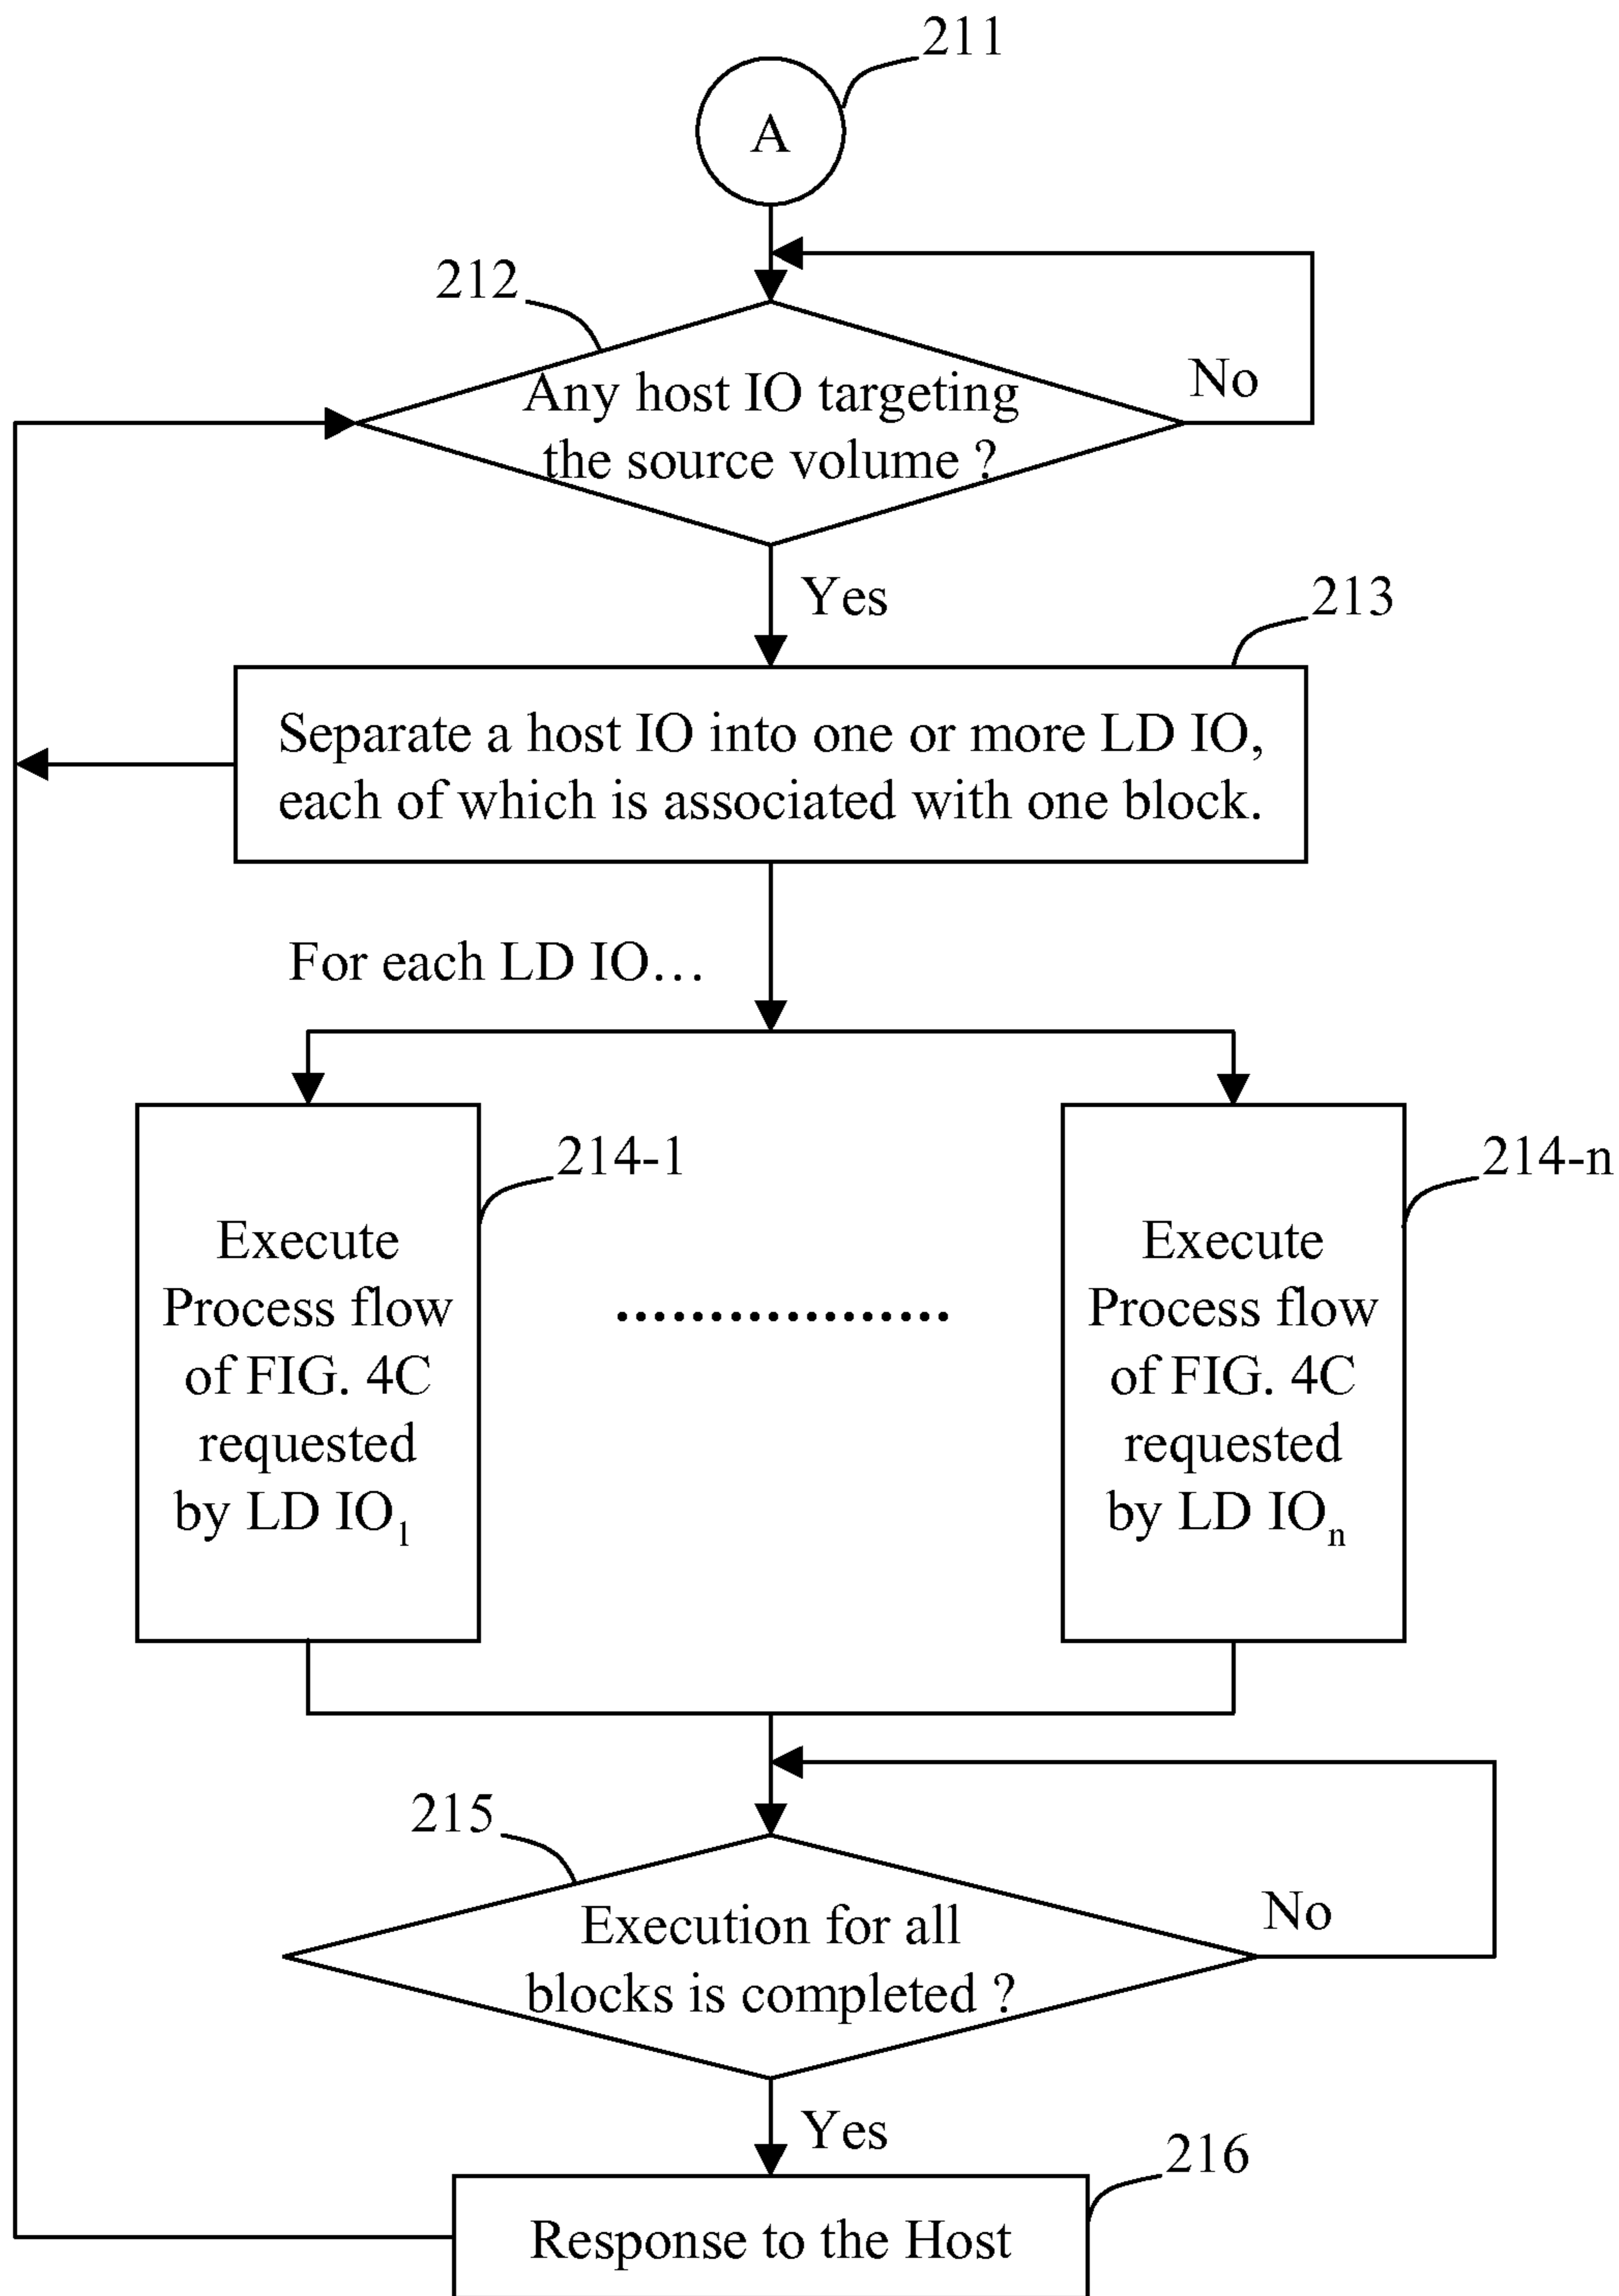 211
A
212
Any host IO targeting
the source volume ?
No
Yes
213
Separate a host IO into one or more LD IO,
each of which is associated with one block.
For each LD IO...
214-1
Execute
Process flow
of FIG. 4C
requested
by LD IO1
..................
214-n
Execute
Process flow
of FIG. 4C
requested
by LD IOn
215
Execution for all
blocks is completed ?
No
Yes
216
Response to the Host